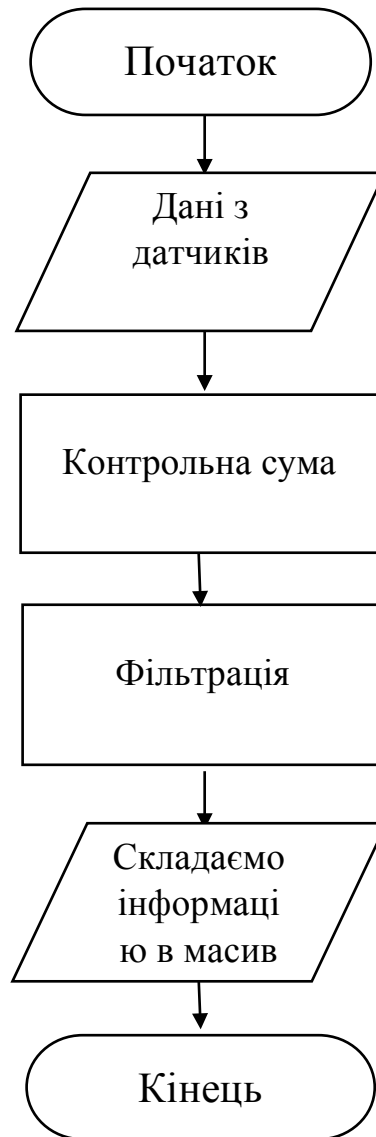 Початок
Дані з
датчиків
Контрольна сума
Фільтрація
Складаємо
інформаці
ю в масив
Кінець